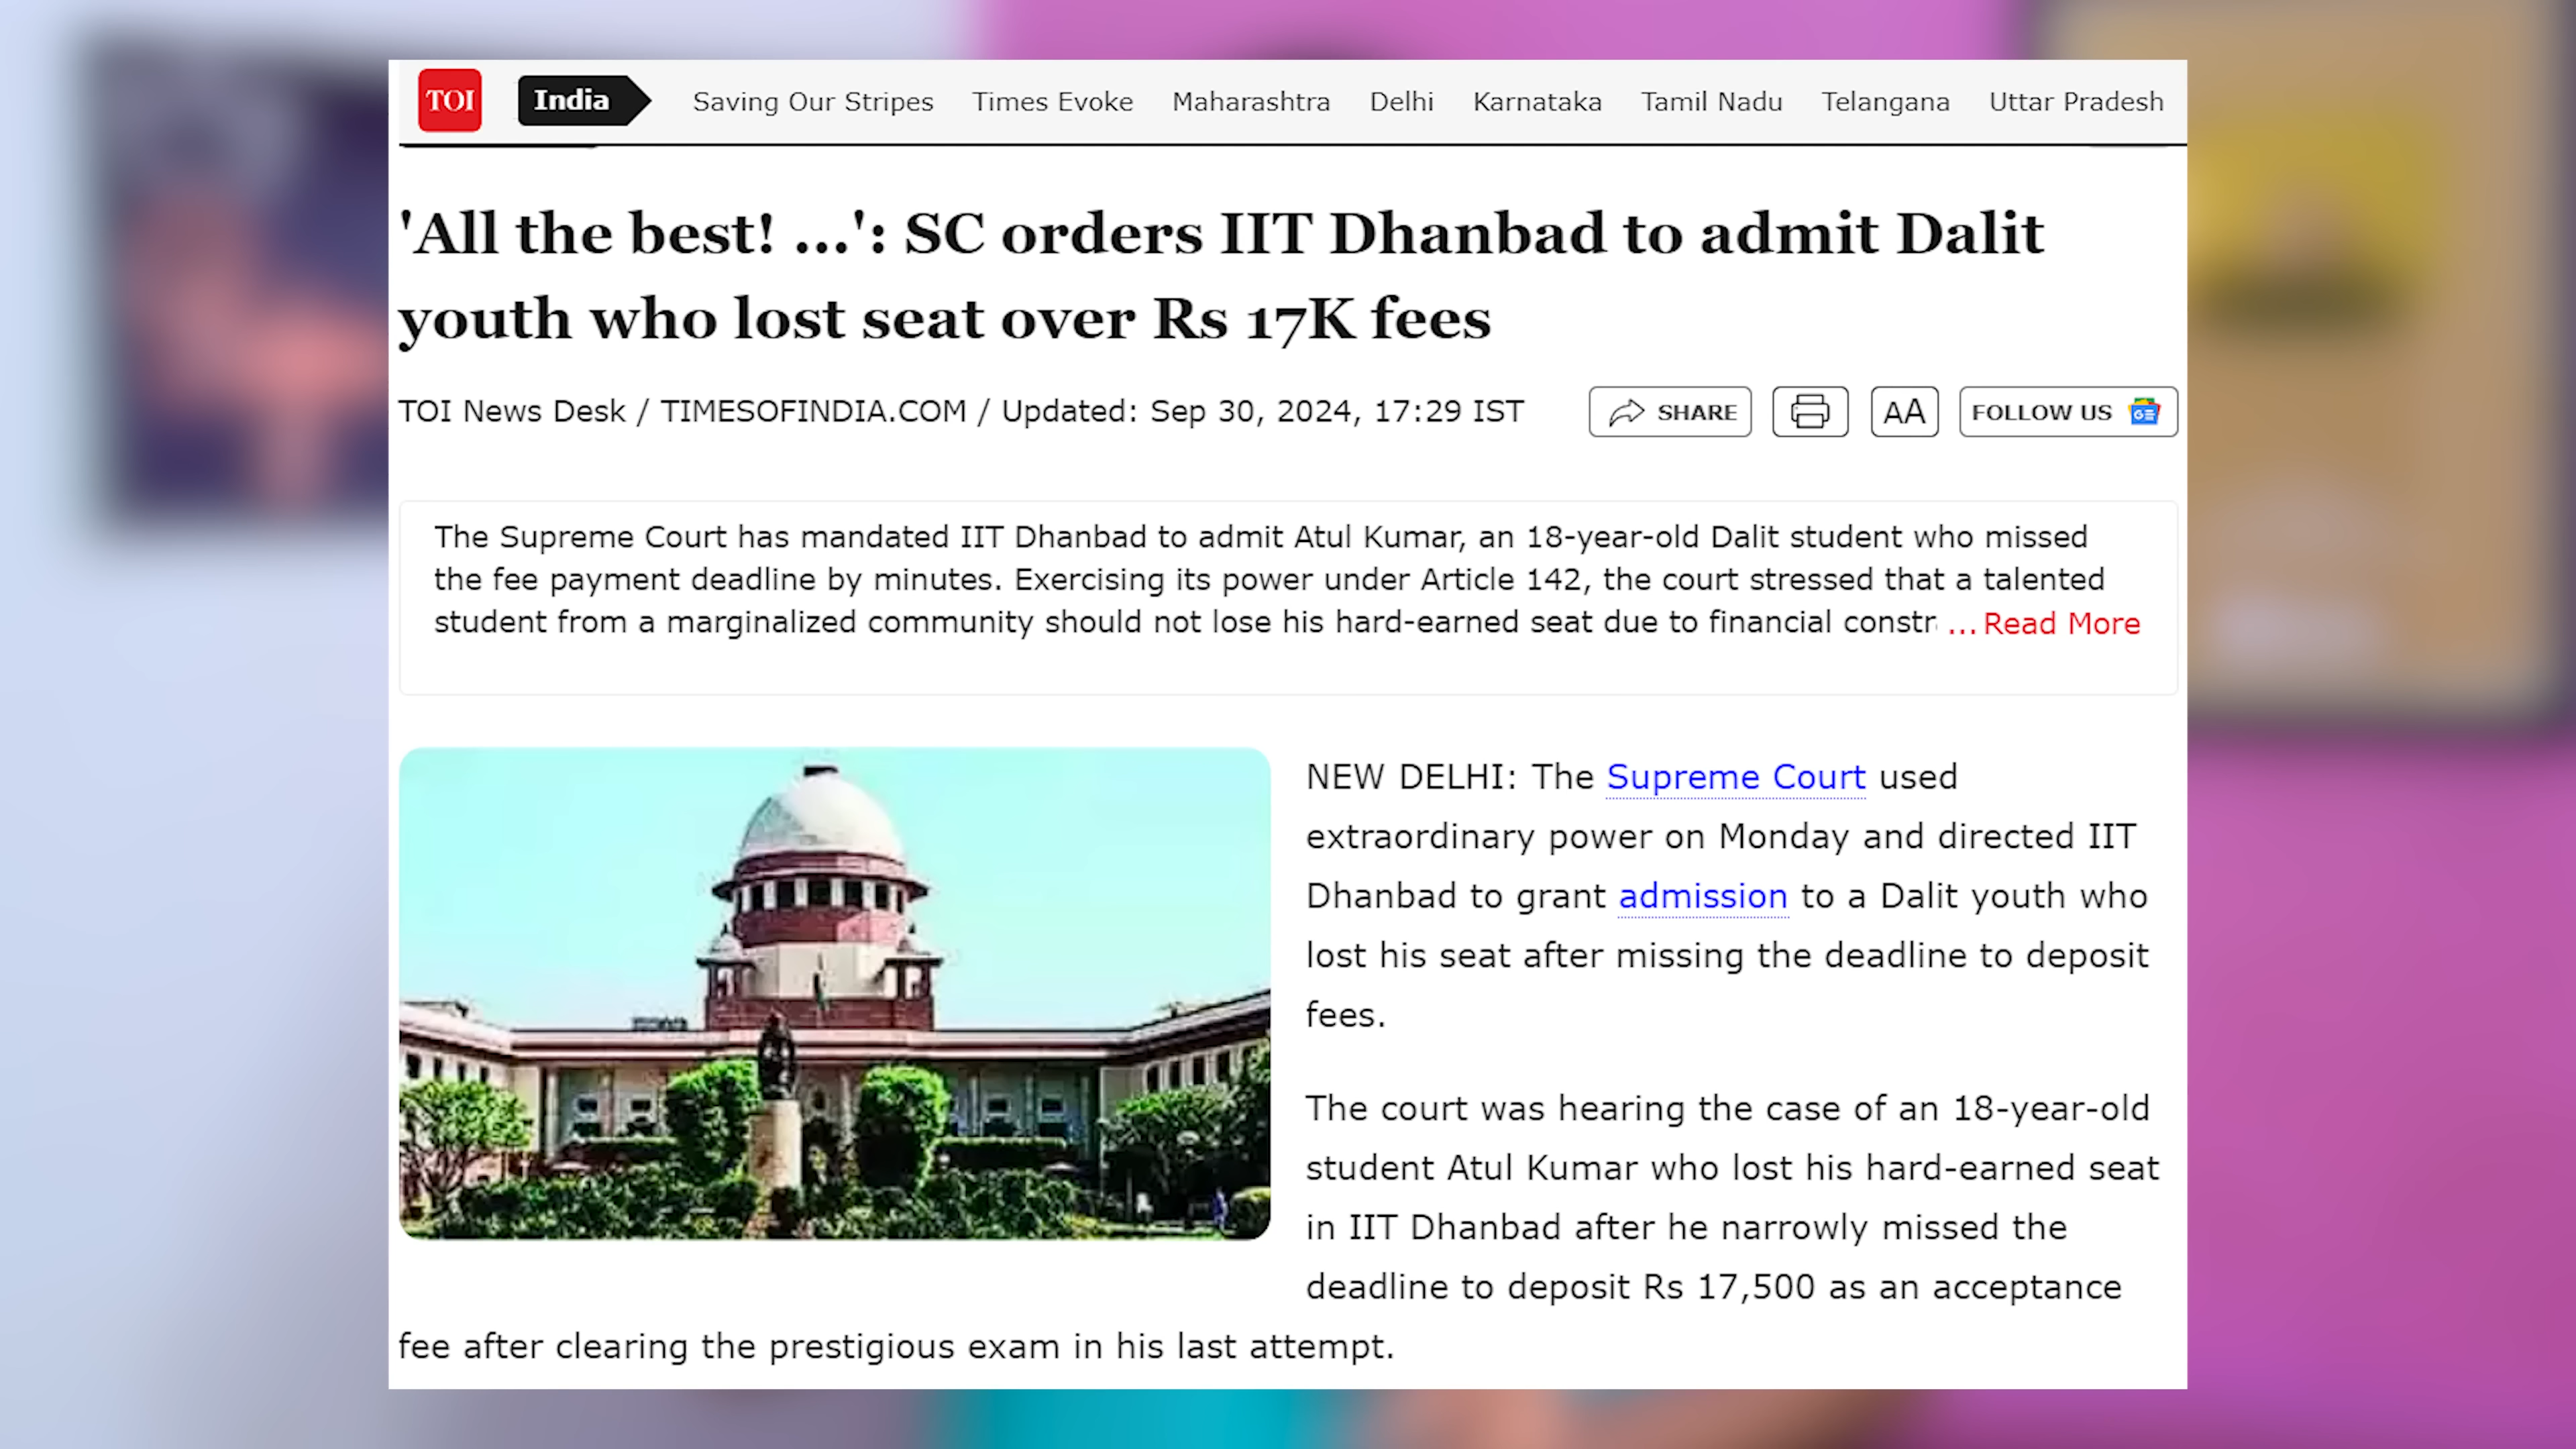 TOI India Saving Our Stripes Times Evoke Maharashtra Delhi Karnataka Tamil Nadu Telangana Uttar Pradesh
'All the best! ...': SC orders IIT Dhanbad to admit Dalit
youth who lost seat over Rs 17K fees
TOI News Desk / TIMESOFINDIA.COM / Updated: Sep 30, 2024, 17:29 IST SHARE AA FOLLOW US GE
The Supreme Court has mandated IIT Dhanbad to admit Atul Kumar, an 18-year-old Dalit student who missed
the fee payment deadline by minutes. Exercising its power under Article 142, the court stressed that a talented
student from a marginalized community should not lose his hard-earned seat due to financial constr ... Read More
NEW DELHI: The Supreme Court used
extraordinary power on Monday and directed IIT
Dhanbad to grant admission to a Dalit youth who
lost his seat after missing the deadline to deposit
fees.
The court was hearing the case of an 18-year-old
student Atul Kumar who lost his hard-earned seat
in IIT Dhanbad after he narrowly missed the
deadline to deposit Rs 17,500 as an acceptance
fee after clearing the prestigious exam in his last attempt.